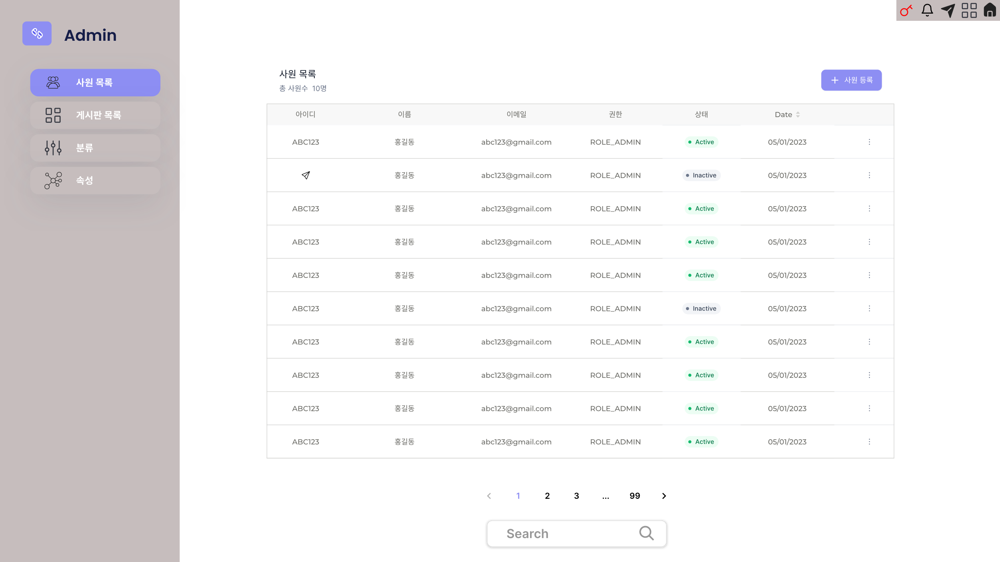 Admin
사원 목록
게시판 목록
분류
속성
사원 목록
총 사원수 10명
사원 등록
아이디 이름 이메일 권한 상태 Date
ABC123 홍길동 abc123@gmail.com ROLE_ADMIN Active 05/01/2023
홍길동 abc123@gmail.com ROLE_ADMIN Inactive 05/01/2023
ABC123 홍길동 abc123@gmail.com ROLE_ADMIN Active 05/01/2023
ABC123 홍길동 abc123@gmail.com ROLE_ADMIN Active 05/01/2023
ABC123 홍길동 abc123@gmail.com ROLE_ADMIN Active 05/01/2023
ABC123 홍길동 abc123@gmail.com ROLE_ADMIN Inactive 05/01/2023
ABC123 홍길동 abc123@gmail.com ROLE_ADMIN Active 05/01/2023
ABC123 홍길동 abc123@gmail.com ROLE_ADMIN Active 05/01/2023
ABC123 홍길동 abc123@gmail.com ROLE_ADMIN Active 05/01/2023
ABC123 홍길동 abc123@gmail.com ROLE_ADMIN Active 05/01/2023
1 2 3 ... 99
Search